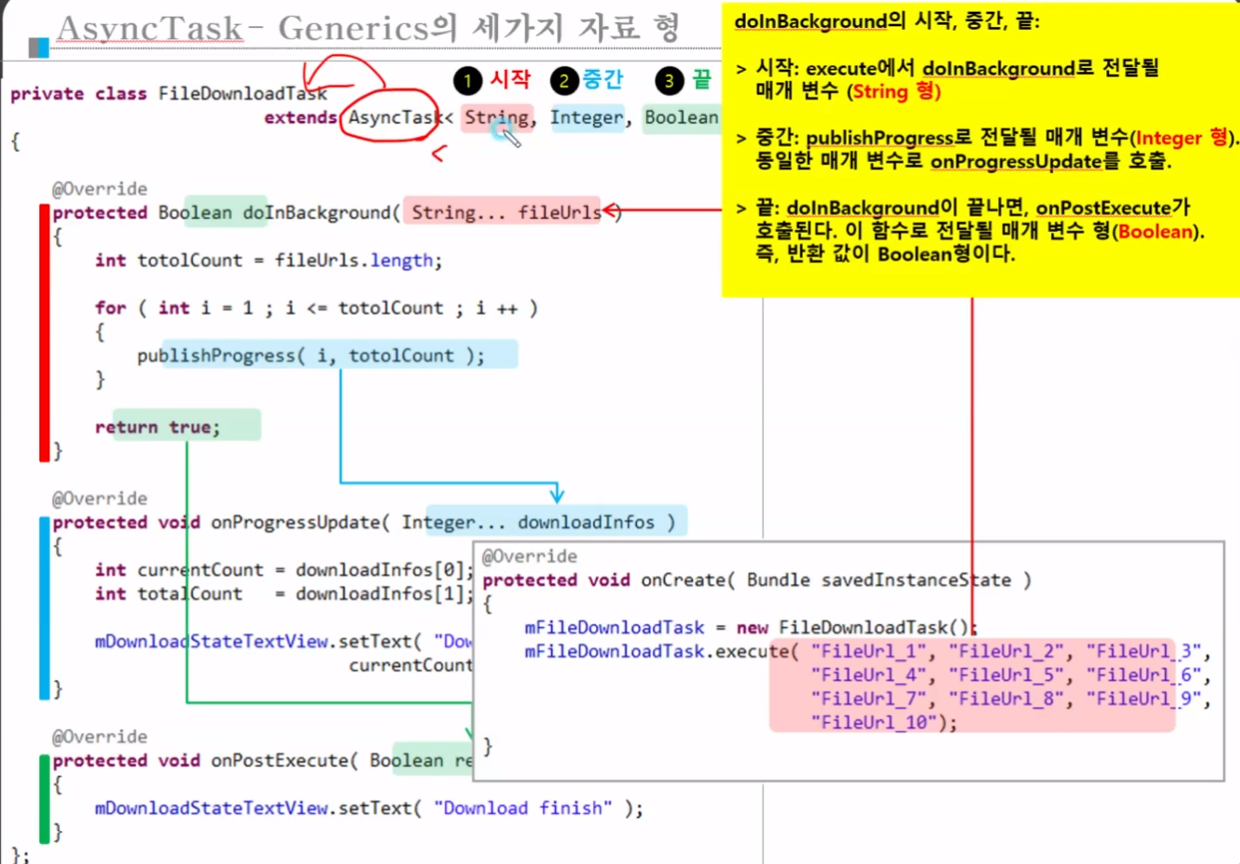 AsyncTask- Generics의 세가지 자료 형
1 시작 2 중간 3 끝
private class FileDownloadTask
extends AsyncTask< String, Integer, Boolean
{
@Override
protected Boolean doInBackground( String... fileUrls )
{
int totolCount = fileUrls.length;
for ( int i = 1 ; i <= totolCount ; i ++ )
{
publishProgress( i, totolCount );
}
return true;
}
@Override
protected void onProgressUpdate( Integer... downloadInfos )
{
int currentCount = downloadInfos[0];
int totalCount = downloadInfos[1];
mDownloadStateTextView.setText( "Dow
currentCount
}
@Override
protected void onPostExecute( Boolean re
{
mDownloadStateTextView.setText( "Download finish" );
}
};
doInBackground의 시작, 중간, 끝:
> 시작: execute에서 doInBackground로 전달될
매개 변수 (String 형)
> 중간: publishProgress로 전달될 매개 변수(Integer 형).
동일한 매개 변수로 onProgressUpdate를 호출.
> 끝: doInBackground이 끝나면, onPostExecute가
호출된다. 이 함수로 전달될 매개 변수 형(Boolean).
즉, 반환 값이 Boolean형이다.
@Override
protected void onCreate( Bundle savedInstanceState )
{
mFileDownloadTask = new FileDownloadTask();
mFileDownloadTask.execute( "FileUrl_1", "FileUrl_2", "FileUrl_3",
"FileUrl_4", "FileUrl_5", "FileUrl_6",
"FileUrl_7", "FileUrl_8", "FileUrl_9",
"FileUrl_10");
}